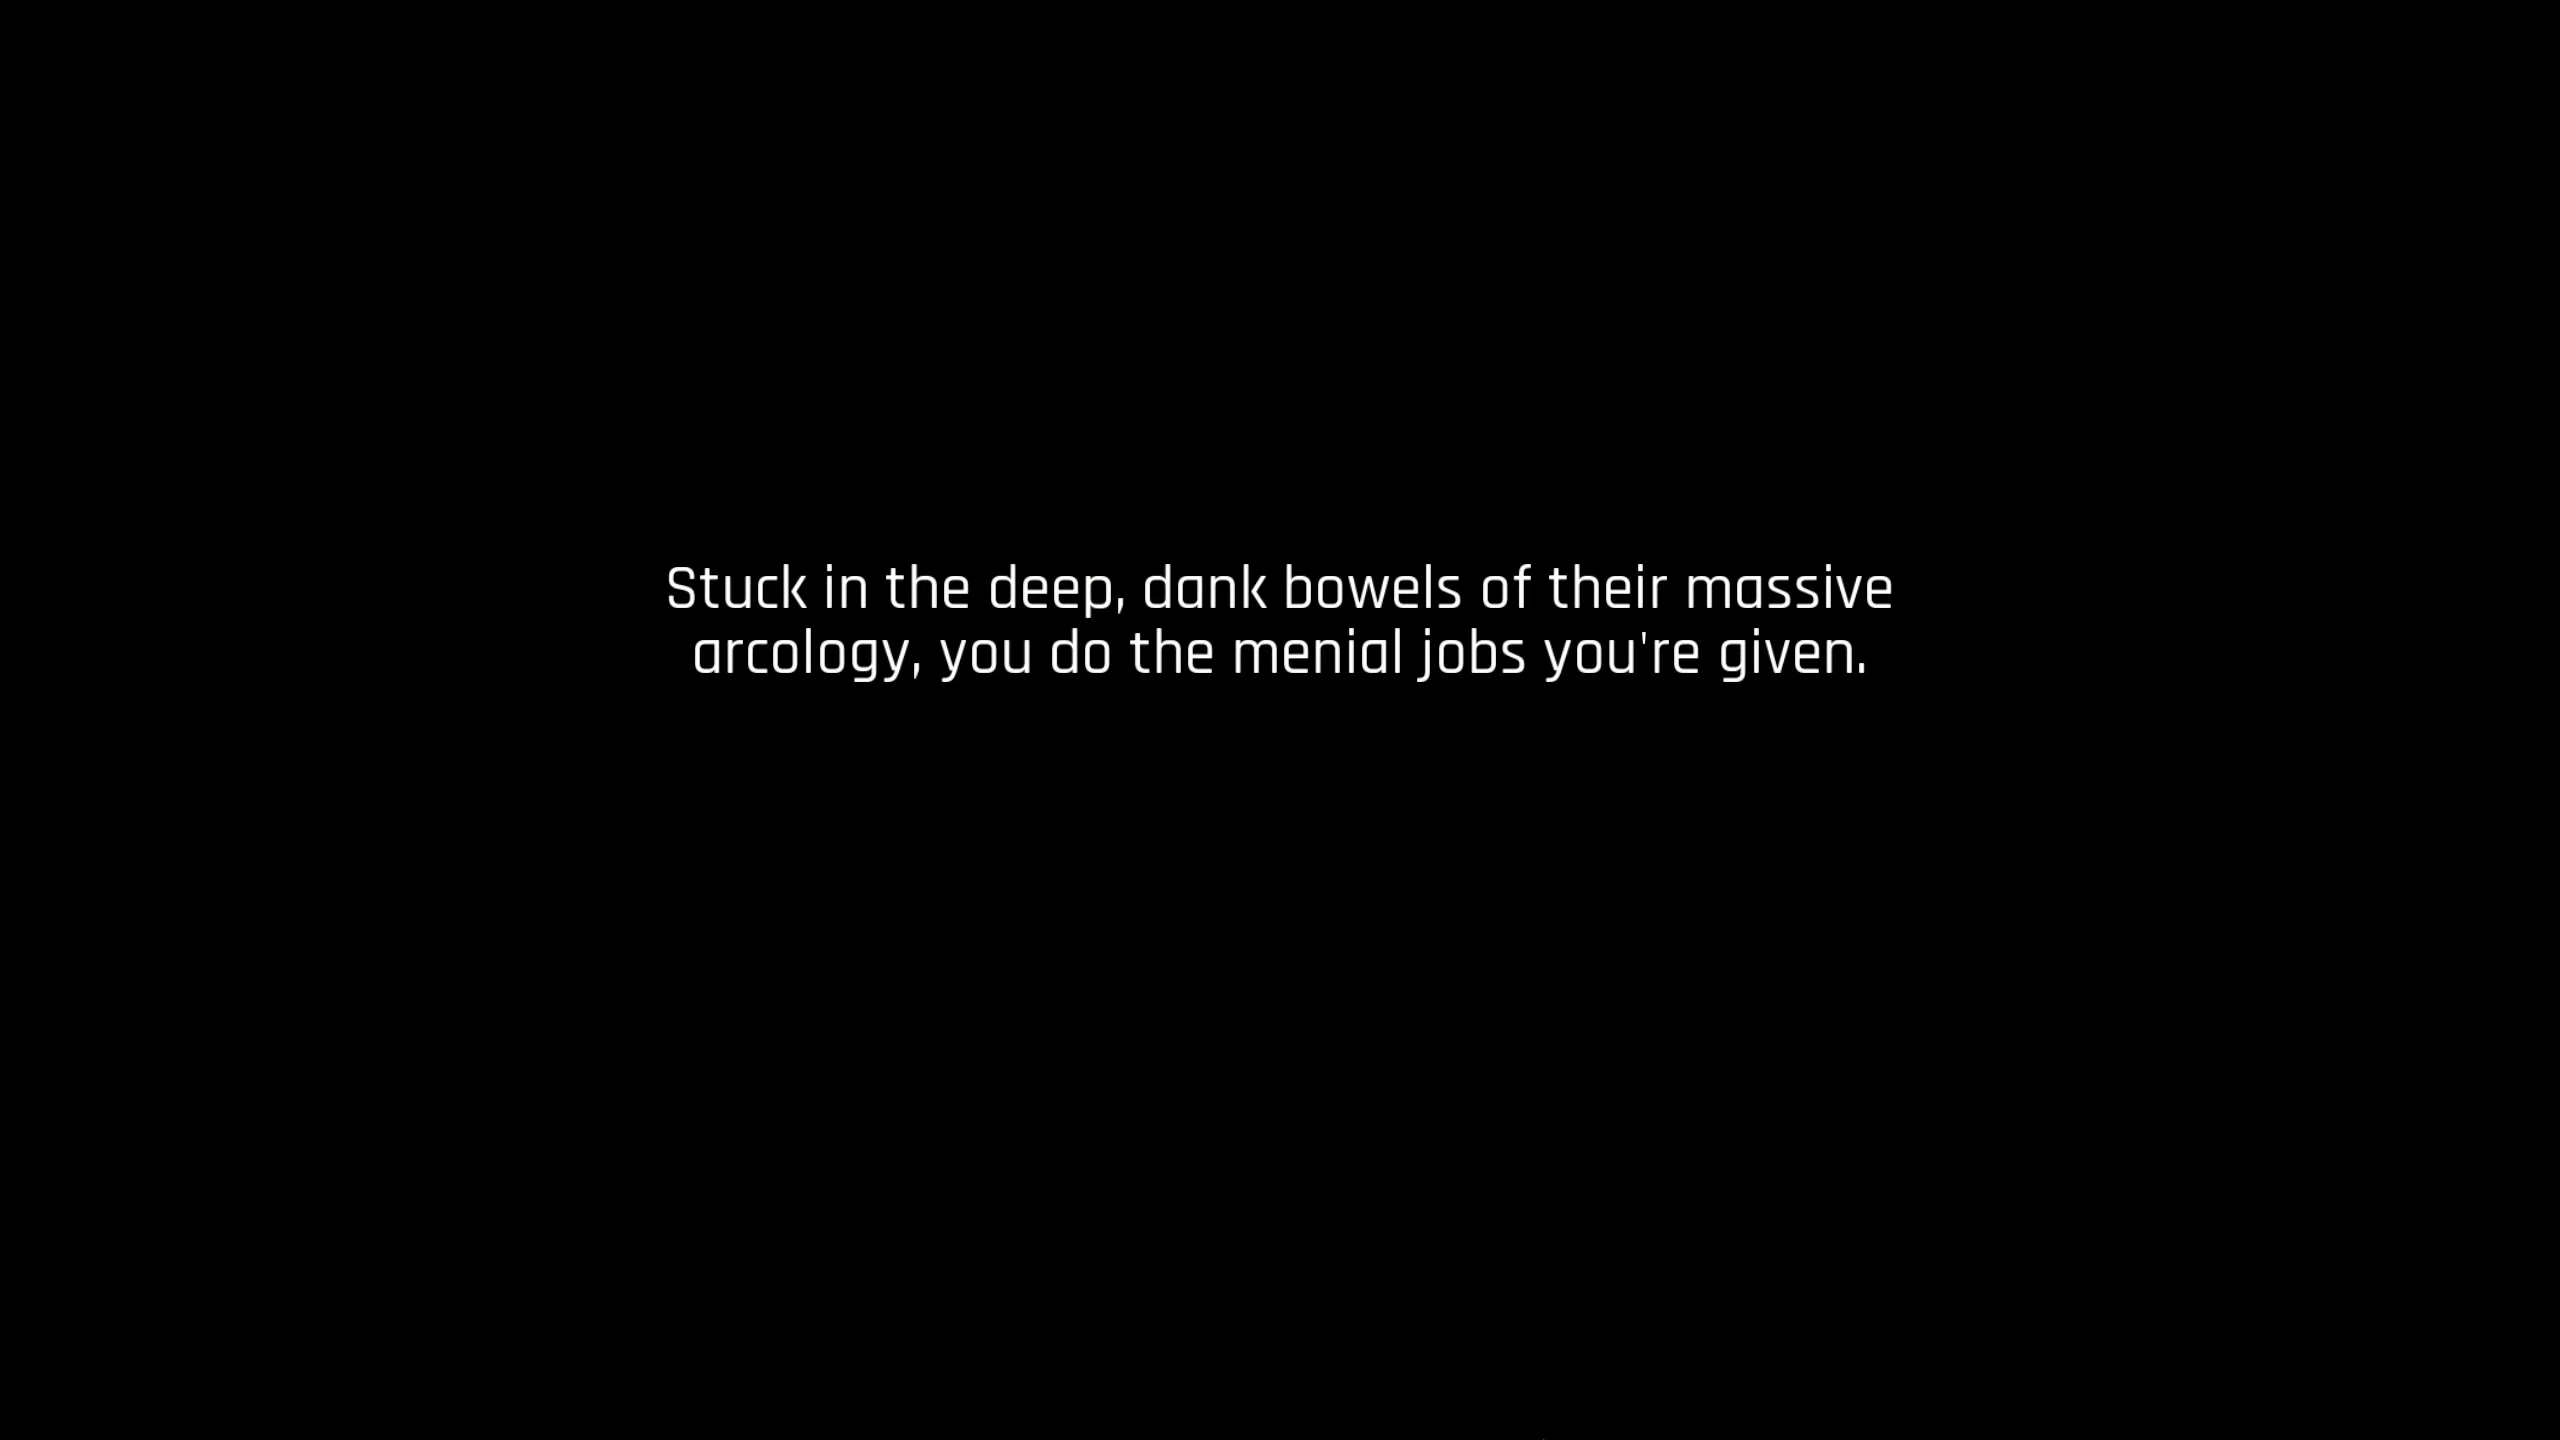 Stuck in the deep, dank bowels of their massive
arcology, you do the menial jobs you're given.